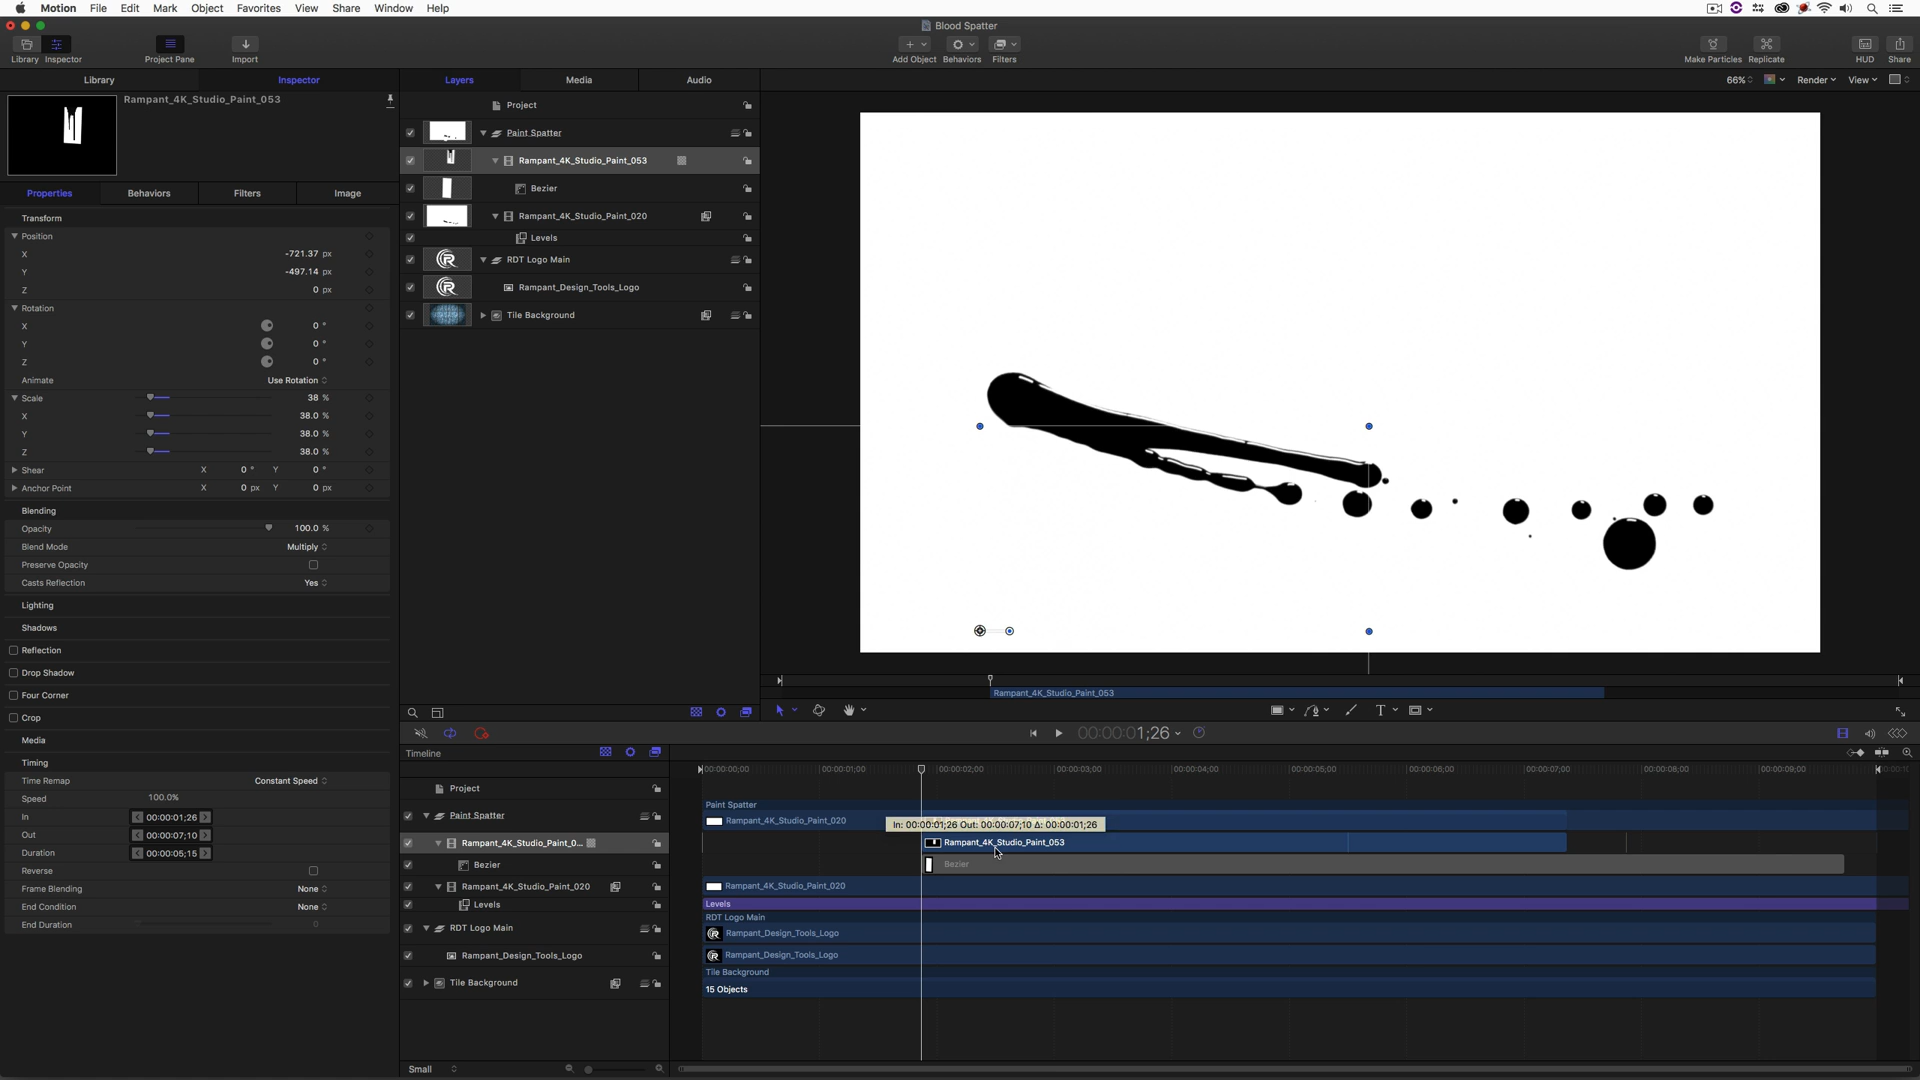 Motion File Edit Mark Object Favorites View Share Window Help
Blood Spatter
Library Inspector Project Pane Import Add Object Behaviors Filters Make Particles Replicate HUD Share
Library Inspector Layers Media Audio 66% Render View
Rampant_4K_Studio_Paint_053
Project
Paint Spatter
Rampant_4K_Studio_Paint_053
Bezier
Rampant_4K_Studio_Paint_020
Levels
RDT Logo Main
Rampant_Design_Tools_Logo
Tile Background
Properties Behaviors Filters Image
Transform
Position
X -721.37 px
Y -497.14 px
Z 0 px
Rotation
X 0 °
Y 0 °
Z 0 °
Animate Use Rotation
Scale 38 %
X 38.0 %
Y 38.0 %
Z 38.0 %
Shear X 0 ° Y 0 °
Anchor Point X 0 px Y 0 px
Blending
Opacity 100.0 %
Blend Mode Multiply
Preserve Opacity
Casts Reflection Yes
Lighting
Shadows
Reflection
Drop Shadow
Four Corner
Crop
Media
Timing
Time Remap Constant Speed
Speed 100.0%
In 00:00:01;26
Out 00:00:07;10
Duration 00:00:05;15
Reverse
Frame Blending None
End Condition None
End Duration 0
Rampant_4K_Studio_Paint_053
T
00:00:01;26
Timeline
00:00:00;00 00:00:01;00 00:00:02;00 00:00:03;00 00:00:04;00 00:00:05;00 00:00:06;00 00:00:07;00 00:00:08;00 00:00:09;00
Project
Paint Spatter
Paint Spatter
Rampant_4K_Studio_Paint_020
In: 00:00:01;26 Out: 00:00:07;10 Δ: 00:00:01;26
Rampant_4K_Studio_Paint_0... Rampant_4K_Studio_Paint_053
Bezier Bezier
Rampant_4K_Studio_Paint_020 Rampant_4K_Studio_Paint_020
Levels Levels
RDT Logo Main
RDT Logo Main Rampant_Design_Tools_Logo
Rampant_Design_Tools_Logo Rampant_Design_Tools_Logo
Tile Background
Tile Background 15 Objects
Small